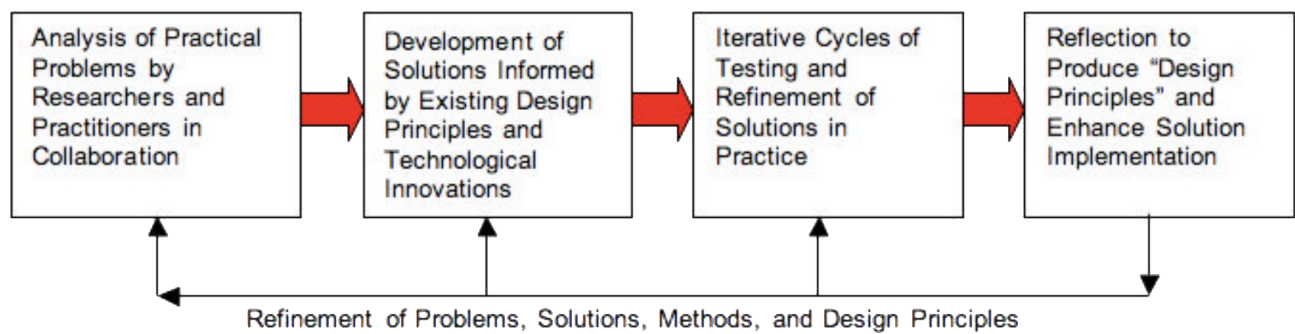 Analysis of Practical
Problems by
Researchers and
Practitioners in
Collaboration
Development of
Solutions Informed
by Existing Design
Principles and
Technological
Innovations
Iterative Cycles of
Testing and
Refinement of
Solutions in
Practice
Reflection to
Produce “Design
Principles” and
Enhance Solution
Implementation
Refinement of Problems, Solutions, Methods, and Design Principles